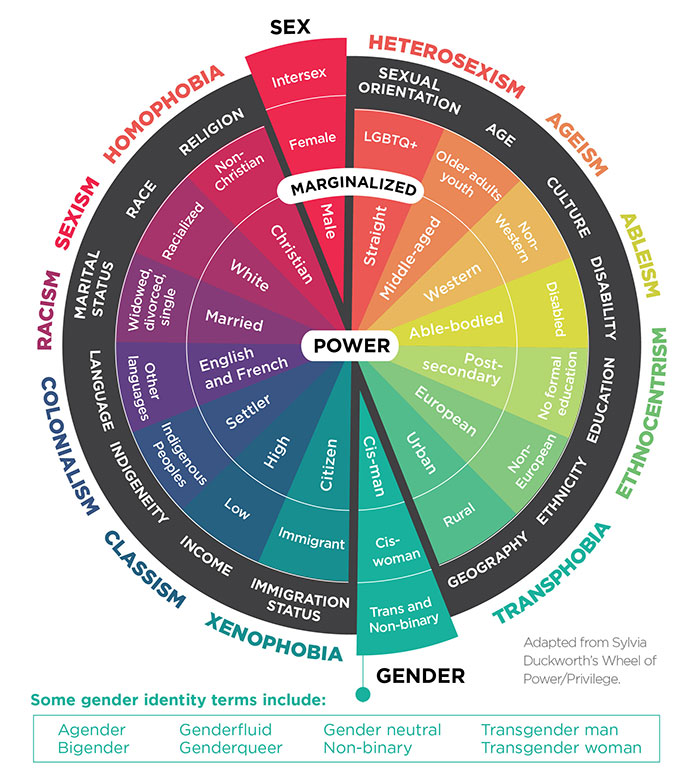 SEX
HETEROSEXISM
AGEISM
ABLEISM
ETHNOCENTRISM
TRANSPHOBIA
XENOPHOBIA
CLASSISM
COLONIALISM
RACISM
SEXISM
HOMOPHOBIA
Intersex
Female
Male
SEXUAL
ORIENTATION
LGBTQ+
Straight
AGE
Older adults
youth
Middle-aged
CULTURE
Non-
Western
Western
DISABILITY
Disabled
Able-bodied
EDUCATION
No formal
education
Post-
secondary
ETHNICITY
Non-
European
European
GEOGRAPHY
Rural
Urban
Cis-man
Cis-
woman
Trans and
Non-binary
GENDER
IMMIGRATION
STATUS
Immigrant
Citizen
INCOME
Low
High
INDIGENEITY
Indigenous
Peoples
Settler
LANGUAGE
Other
languages
English
and French
MARITAL
STATUS
Widowed,
divorced,
single
Married
RACE
Racialized
White
RELIGION
Non-
Christian
Christian
MARGINALIZED
POWER
Adapted from Sylvia
Duckworth’s Wheel of
Power/Privilege.
Some gender identity terms include:
Agender Genderfluid Gender neutral Transgender man
Bigender Genderqueer Non-binary Transgender woman